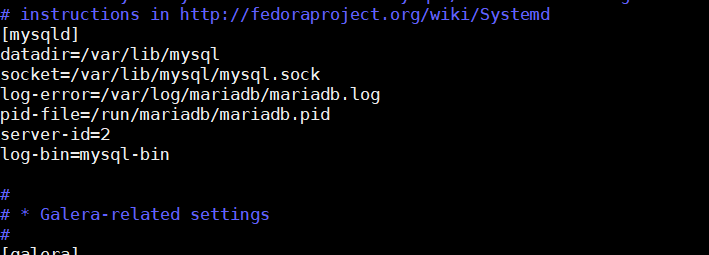 # instructions in http://fedoraproject.org/wiki/Systemd
[mysqld]
datadir=/var/lib/mysql
socket=/var/lib/mysql/mysql.sock
log-error=/var/log/mariadb/mariadb.log
pid-file=/run/mariadb/mariadb.pid
server-id=2
log-bin=mysql-bin
#
# * Galera-related settings
#
[galera]